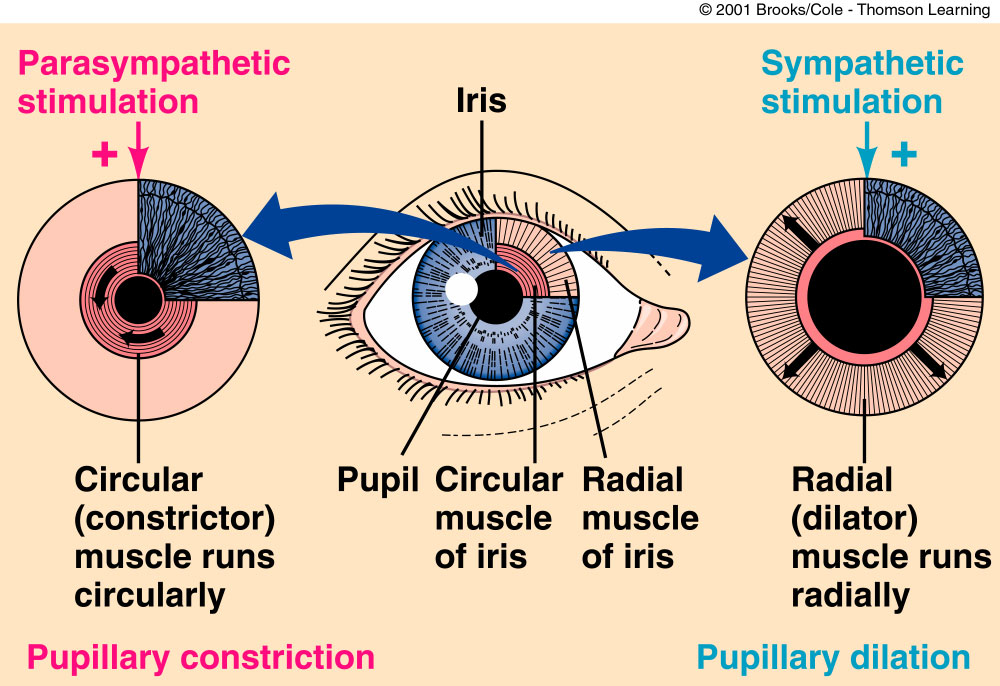 © 2001 Brooks/Cole - Thomson Learning
Parasympathetic
stimulation
+
Iris
Sympathetic
stimulation
+
Circular
(constrictor)
muscle runs
circularly
Pupil
Circular
muscle
of iris
Radial
muscle
of iris
Radial
(dilator)
muscle runs
radially
Pupillary constriction
Pupillary dilation